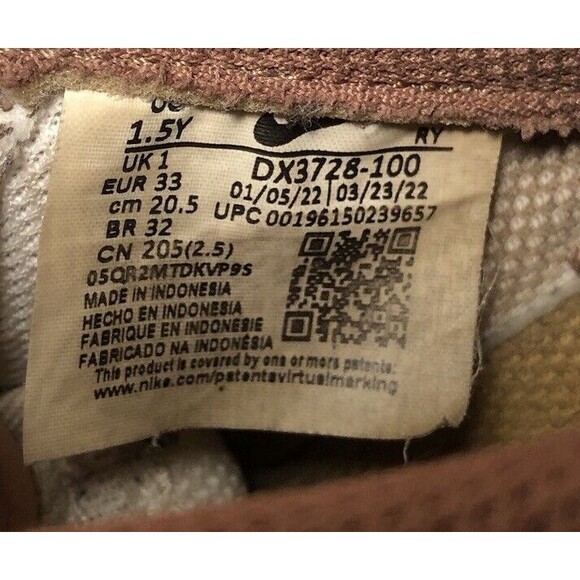 US
1.5Y
RY
UK 1
EUR 33
cm 20.5
BR 32
CN 205(2.5)
DX3728-100
01/05/22 03/23/22
UPC 00196150239657
05QR2MTDKVP9S
MADE IN INDONESIA
HECHO EN INDONESIA
FABRIQUE EN INDONESIE
FABRICADO NA INDONÉSIA
This product is covered by one or more patents:
www.nike.com/patentsvirtualmarking